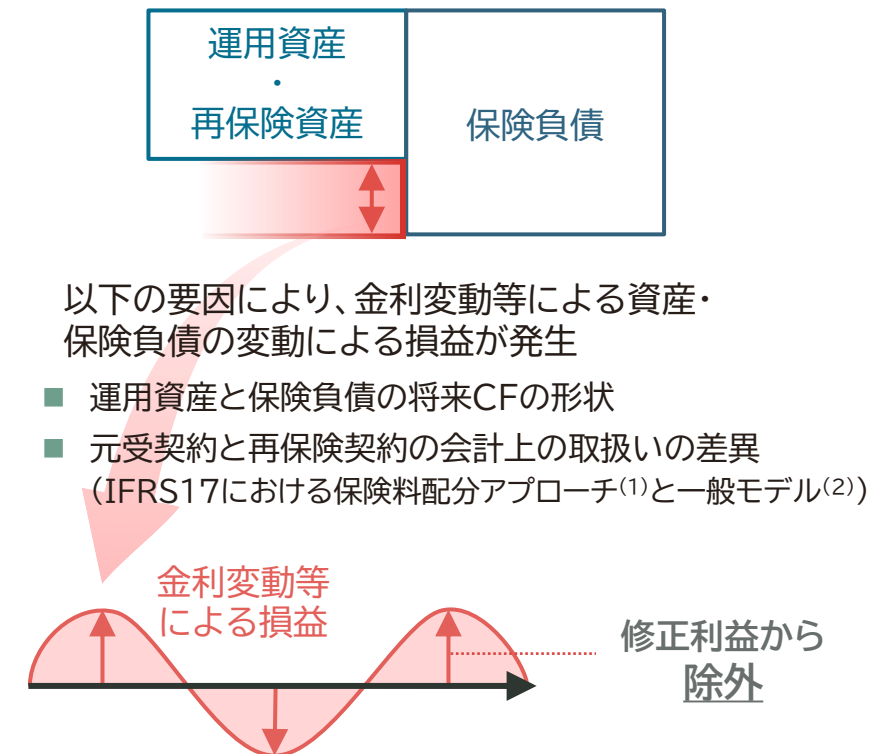 運用資産
・
再保険資産
保険負債
以下の要因により、金利変動等による資産・
保険負債の変動による損益が発生
■ 運用資産と保険負債の将来CFの形状
■ 元受契約と再保険契約の会計上の取扱いの差異
（IFRS17における保険料配分アプローチ(1)と一般モデル(2)）
金利変動等
による損益
修正利益から
除外